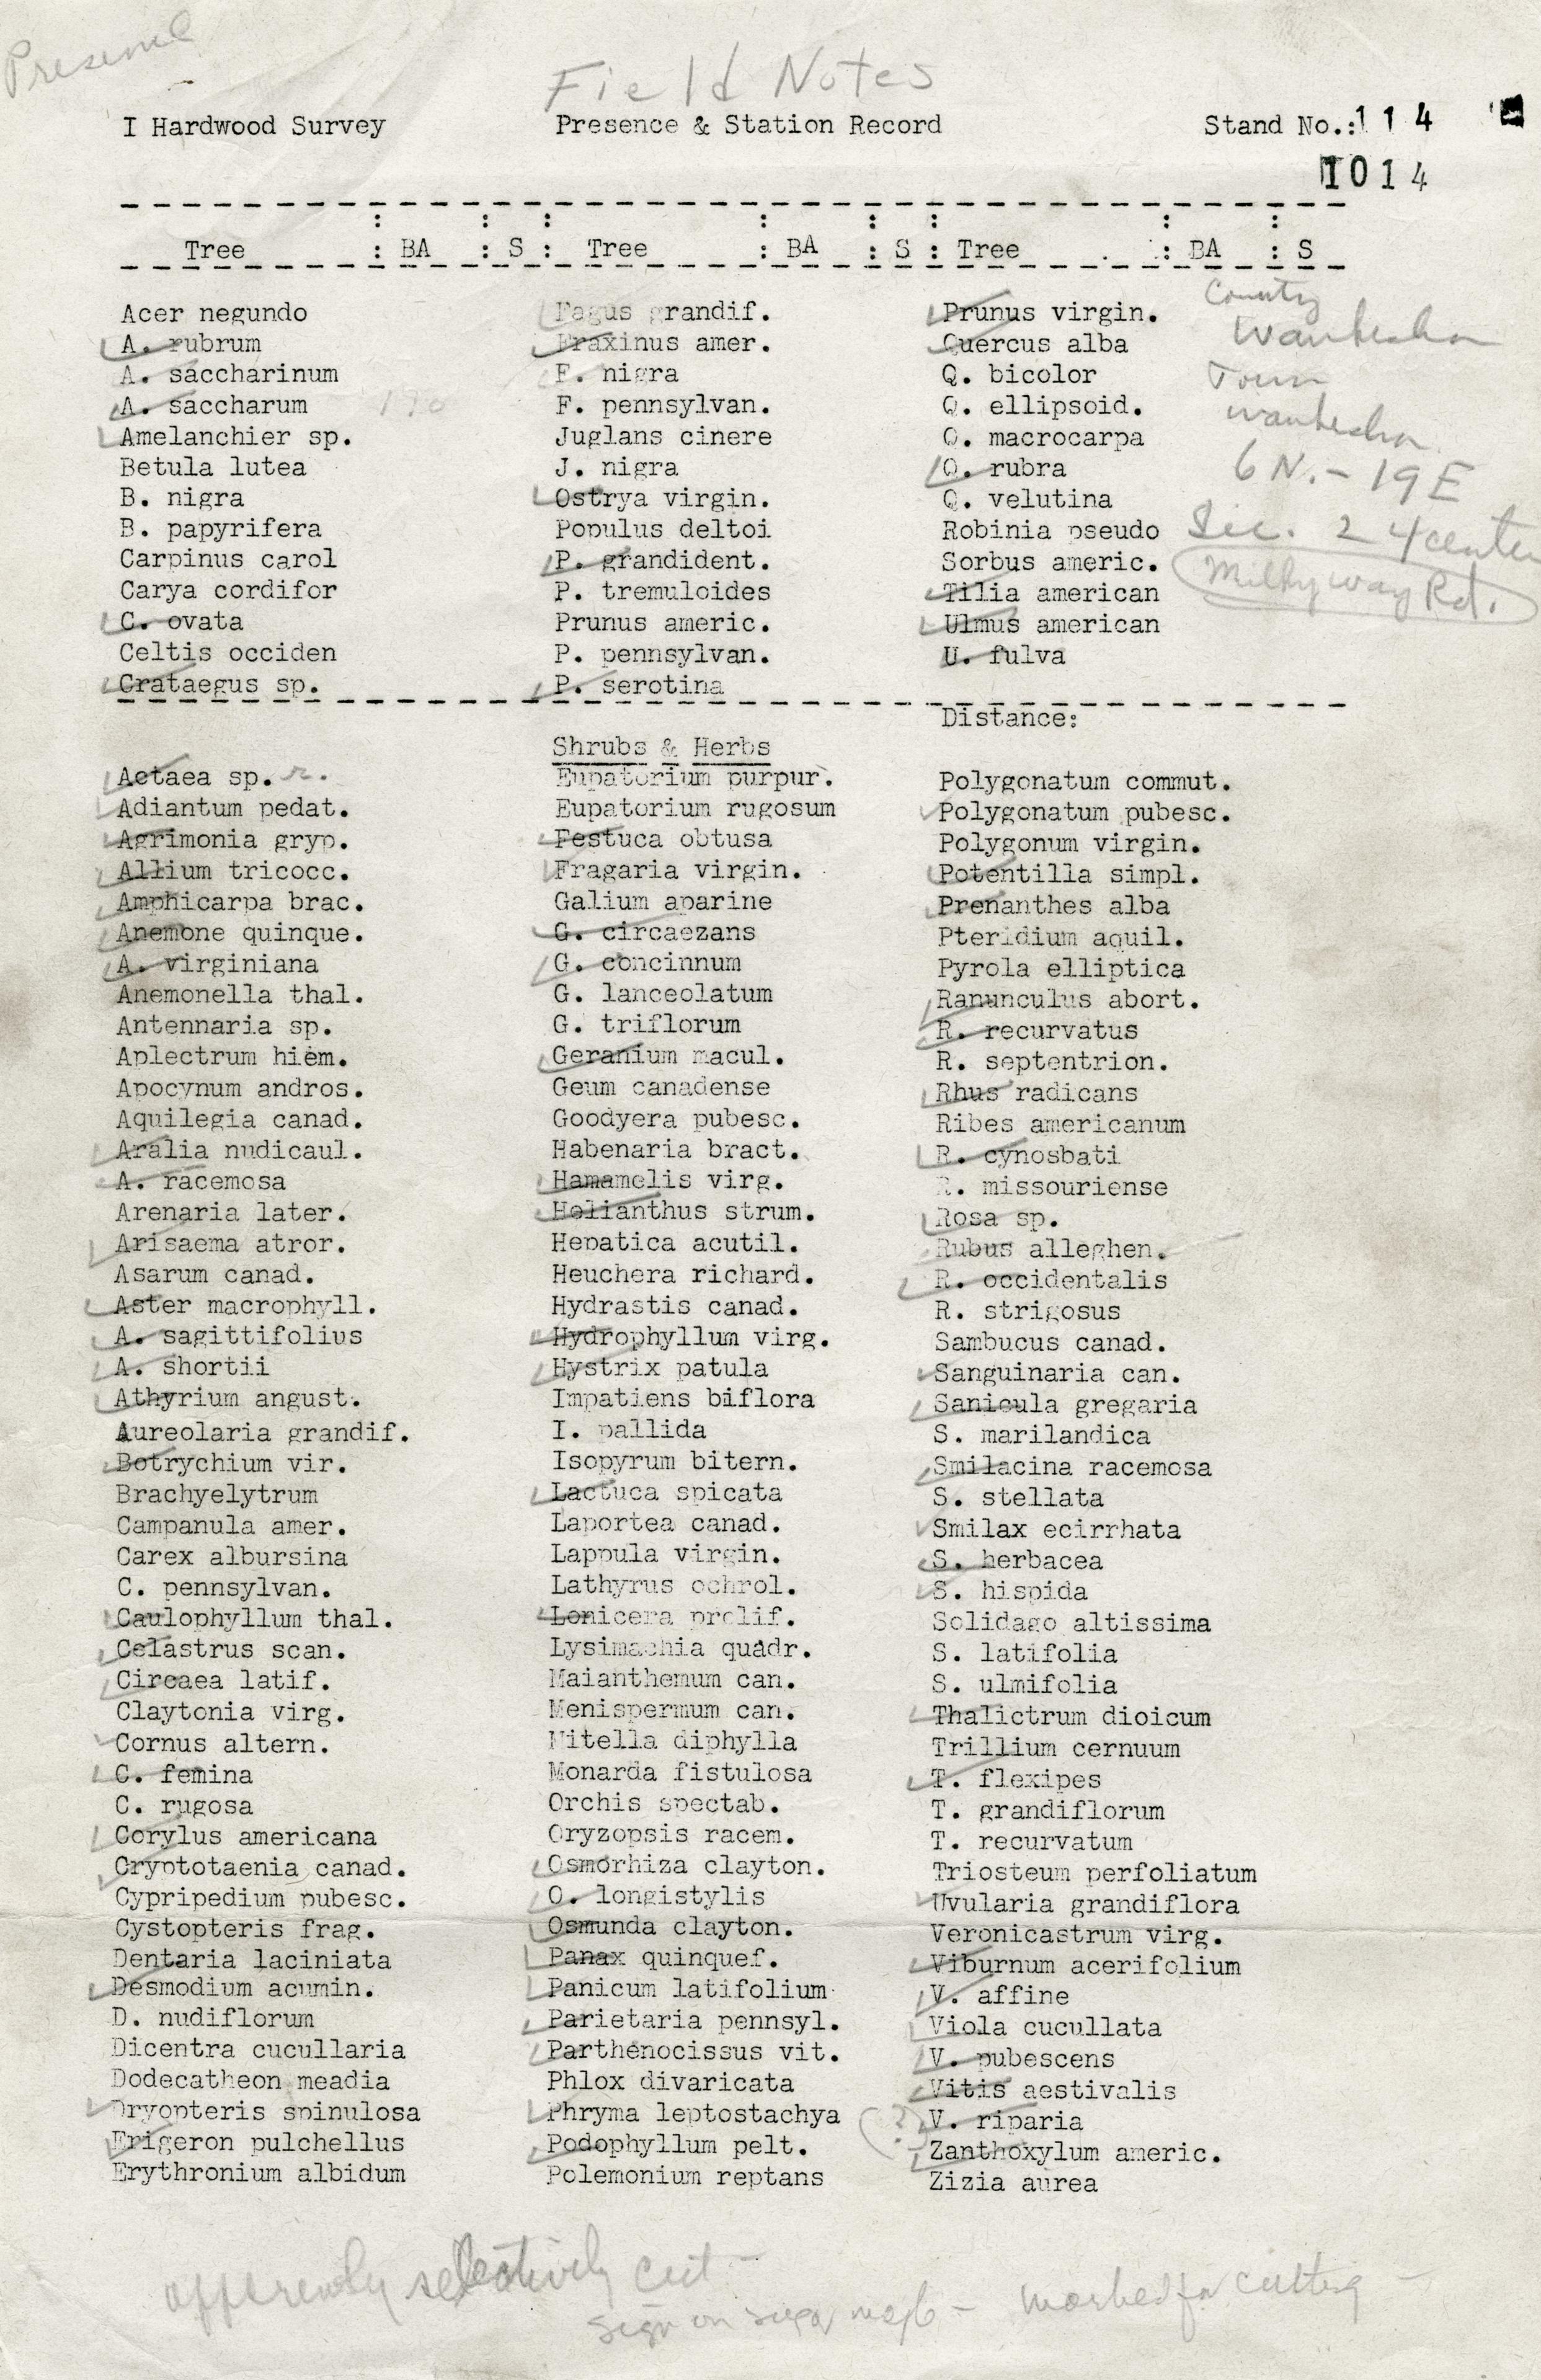 Presence
Field Notes
I Hardwood Survey Presence & Station Record Stand No.:114
1014
Tree : BA : S : Tree : BA : S : Tree : BA : S
Acer negundo
A. rubrum
A. saccharinum
A. saccharum 170
Amelanchier sp.
Betula lutea
B. nigra
B. papyrifera
Carpinus carol
Carya cordifor
C. ovata
Celtis occiden
Crataegus sp.
Fagus grandif.
Fraxinus amer.
F. nigra
F. pennsylvan.
Juglans cinere
J. nigra
Ostrya virgin.
Populus deltoi
P. grandident.
P. tremuloides
Prunus americ.
P. pennsylvan.
P. serotina
Prunus virgin.
Quercus alba
Q. bicolor
Q. ellipsoid.
Q. macrocarpa
Q. rubra
Q. velutina
Robinia pseudo
Sorbus americ.
Tilia american
Ulmus american
U. fulva
County
Waukesha
Town
Waukesha
6 N. - 19 E
Sec. 24 center
Milkyway Rd.
Distance:
Shrubs & Herbs
Actaea sp. r.
Adiantum pedat.
Agrimonia gryp.
Allium tricocc.
Amphicarpa brac.
Anemone quinque.
A. virginiana
Anemonella thal.
Antennaria sp.
Aplectrum hiem.
Apocynum andros.
Aquilegia canad.
Aralia nudicaul.
A. racemosa
Arenaria later.
Arisaema atror.
Asarum canad.
Aster macrophyll.
A. sagittifolius
A. shortii
Athyrium angust.
Aureolaria grandif.
Botrychium vir.
Brachyelytrum
Campanula amer.
Carex albursina
C. pennsylvan.
Caulophyllum thal.
Celastrus scan.
Circaea latif.
Claytonia virg.
Cornus altern.
C. femina
C. rugosa
Corylus americana
Cryptotaenia canad.
Cypripedium pubesc.
Cystopteris frag.
Dentaria laciniata
Desmodium acumin.
D. nudiflorum
Dicentra cucullaria
Dodecatheon meadia
Dryopteris spinulosa
Erigeron pulchellus
Erythronium albidum
Eupatorium purpur.
Eupatorium rugosum
Festuca obtusa
Fragaria virgin.
Galium aparine
G. circaezans
G. concinnum
G. lanceolatum
G. triflorum
Geranium macul.
Geum canadense
Goodyera pubesc.
Habenaria bract.
Hamamelis virg.
Helianthus strum.
Hepatica acutil.
Heuchera richard.
Hydrastis canad.
Hydrophyllum virg.
Hystrix patula
Impatiens biflora
I. pallida
Isopyrum bitern.
Lactuca spicata
Laportea canad.
Lappula virgin.
Lathyrus ochrol.
Lonicera prolif.
Lysimachia quadr.
Maianthemum can.
Menispermum can.
Mitella diphylla
Monarda fistulosa
Orchis spectab.
Oryzopsis racem.
Osmorhiza clayton.
O. longistylis
Osmunda clayton.
Panax quinquef.
Panicum latifolium
Parietaria pennsyl.
Parthenocissus vit.
Phlox divaricata
Phryma leptostachya
Podophyllum pelt.
Polemonium reptans
Polygonatum commut.
Polygonatum pubesc.
Polygonum virgin.
Potentilla simpl.
Prenanthes alba
Pteridium aquil.
Pyrola elliptica
Ranunculus abort.
R. recurvatus
R. septentrion.
Rhus radicans
Ribes americanum
R. cynosbati
R. missouriense
Rosa sp.
Rubus alleghen.
R. occidentalis
R. strigosus
Sambucus canad.
Sanguinaria can.
Sanicula gregaria
S. marilandica
Smilacina racemosa
S. stellata
Smilax ecirrhata
S. herbacea
S. hispida
Solidago altissima
S. latifolia
S. ulmifolia
Thalictrum dioicum
Trillium cernuum
T. flexipes
T. grandiflorum
T. recurvatum
Triosteum perfoliatum
Uvularia grandiflora
Veronicastrum virg.
Viburnum acerifolium
V. affine
Viola cucullata
V. pubescens
Vitis aestivalis
(?) V. riparia
Zanthoxylum americ.
Zizia aurea
apparently selectively cut -
sign on sugar maple - marked for cutting -